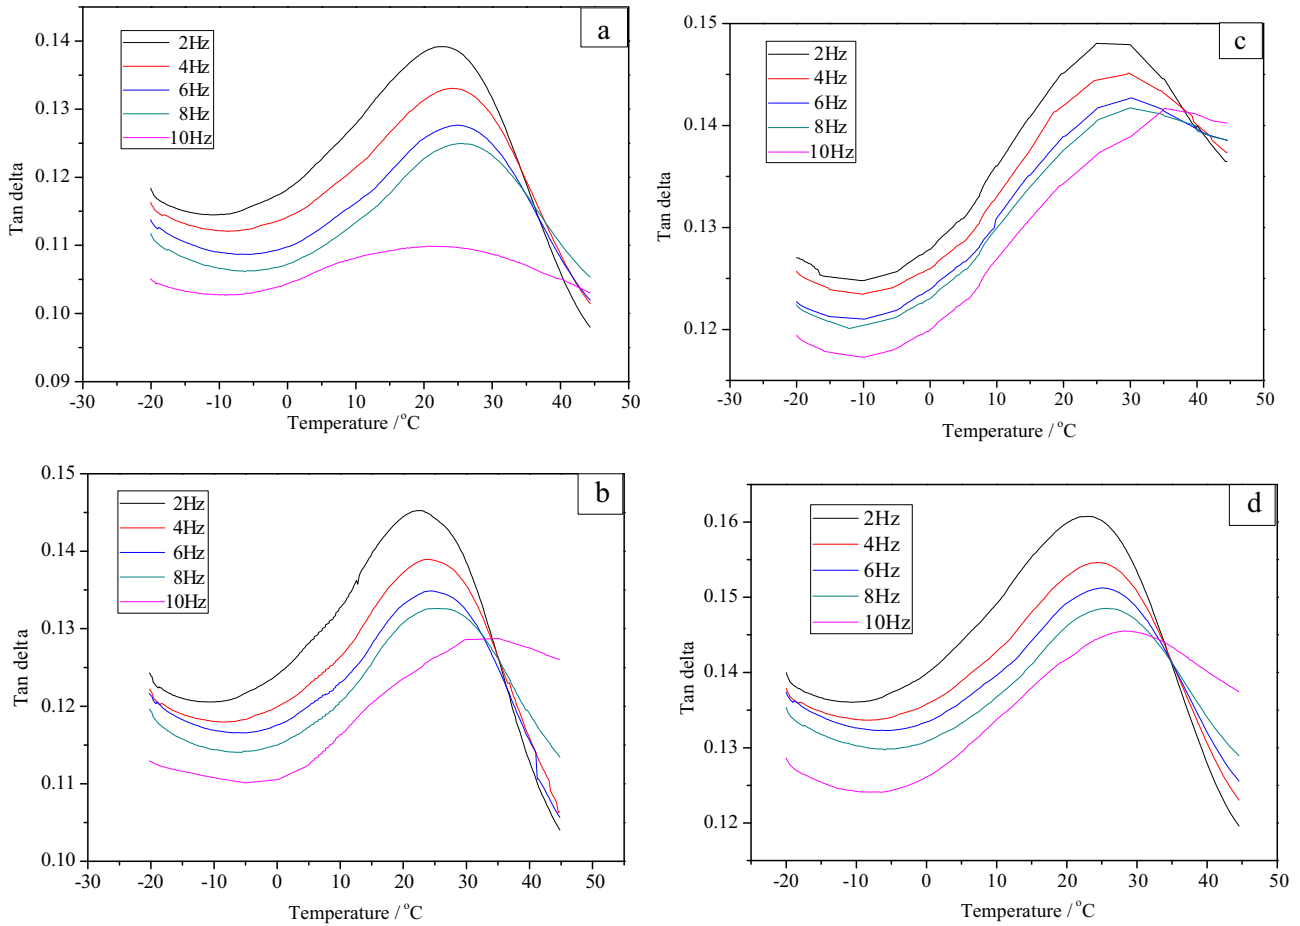 a
0.14
0.13
0.12
0.11
0.10
0.09
Tan delta
2Hz
4Hz
6Hz
8Hz
10Hz
-30 -20 -10 0 10 20 30 40 50
Temperature /°C
c
0.15
0.14
0.13
0.12
Tan delta
2Hz
4Hz
6Hz
8Hz
10Hz
-30 -20 -10 0 10 20 30 40 50
Temperature / °C
b
0.15
0.14
0.13
0.12
0.11
0.10
Tan delta
2Hz
4Hz
6Hz
8Hz
10Hz
-30 -20 -10 0 10 20 30 40 50
Temperature / °C
d
0.16
0.15
0.14
0.13
0.12
Tan delta
2Hz
4Hz
6Hz
8Hz
10Hz
-20 -10 0 10 20 30 40 50
Temperature / °C